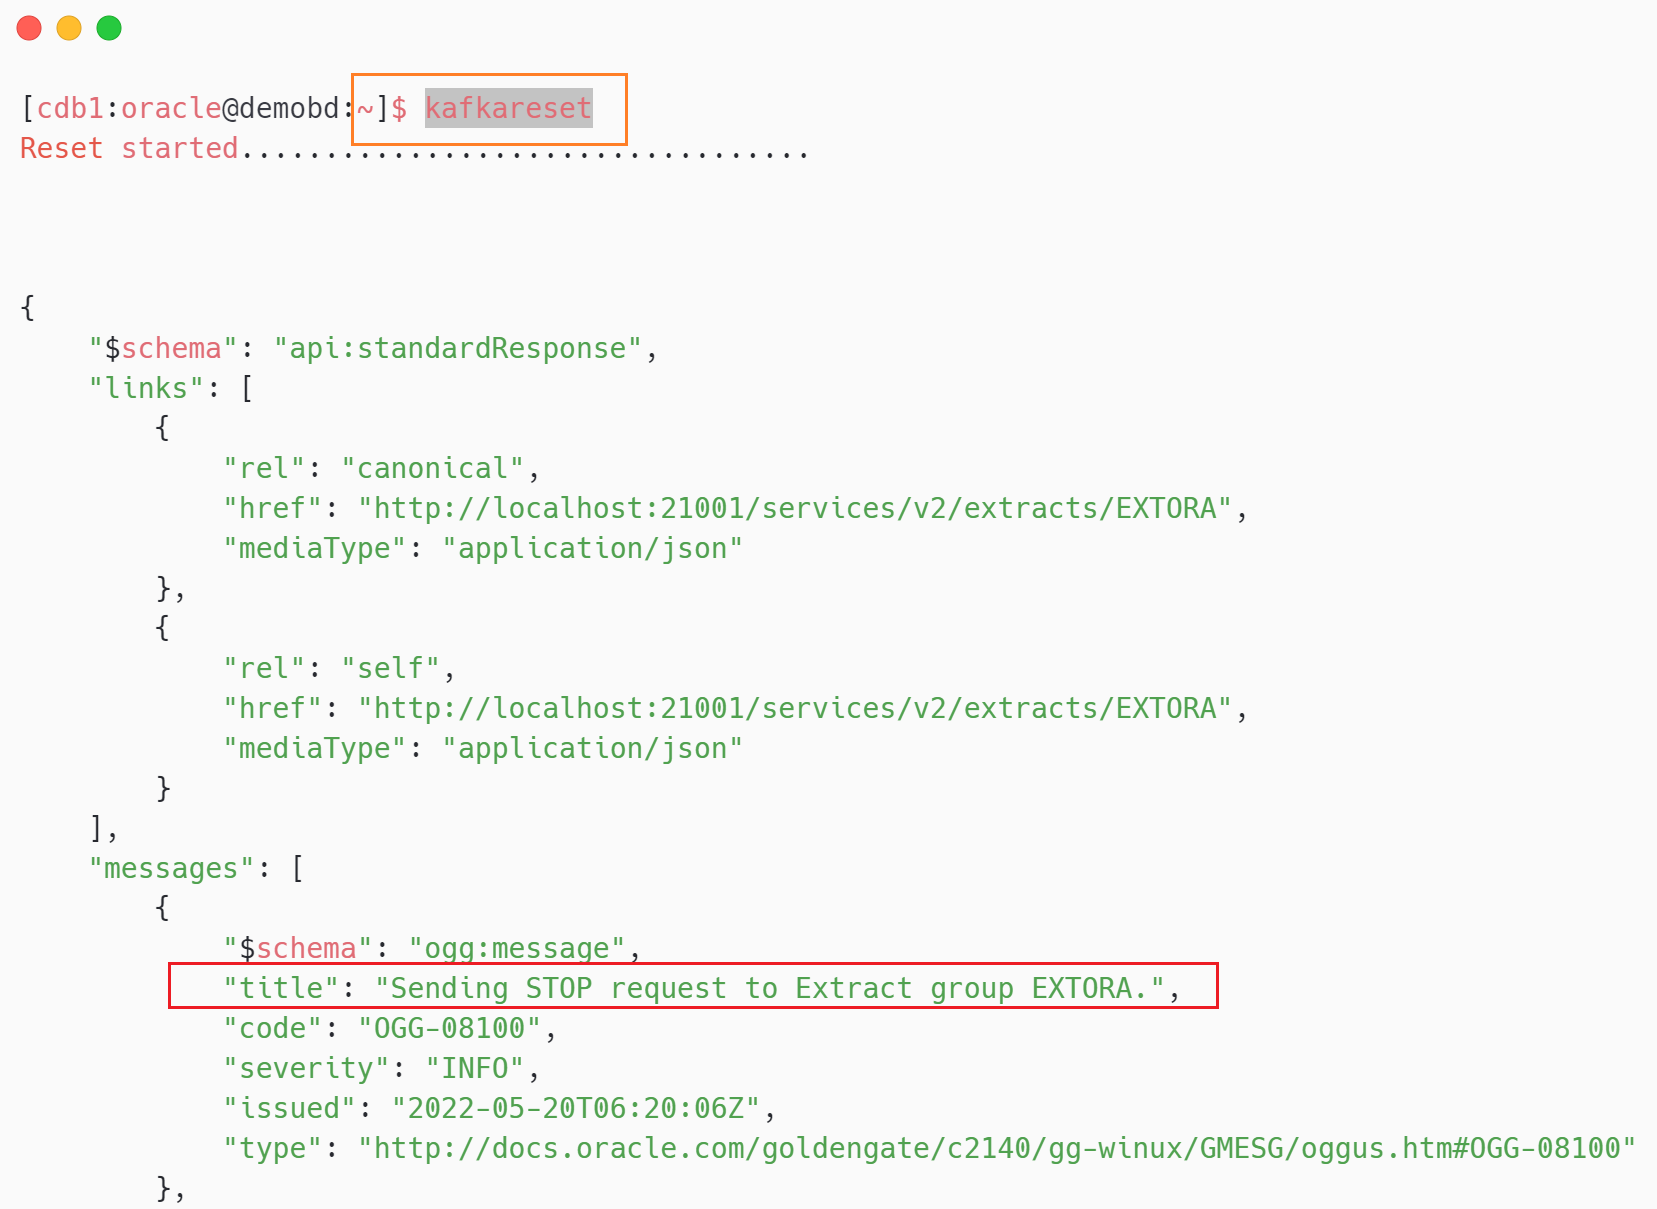 [cdb1:oracle@demobd:~]$ kafkareset
Reset started..................................
{
    "$schema": "api:standardResponse",
    "links": [
        {
            "rel": "canonical",
            "href": "http://localhost:21001/services/v2/extracts/EXTORA",
            "mediaType": "application/json"
        },
        {
            "rel": "self",
            "href": "http://localhost:21001/services/v2/extracts/EXTORA",
            "mediaType": "application/json"
        }
    ],
    "messages": [
        {
            "$schema": "ogg:message",
            "title": "Sending STOP request to Extract group EXTORA.",
            "code": "OGG-08100",
            "severity": "INFO",
            "issued": "2022-05-20T06:20:06Z",
            "type": "http://docs.oracle.com/goldengate/c2140/gg-winux/GMESG/oggus.htm#OGG-08100"
        },